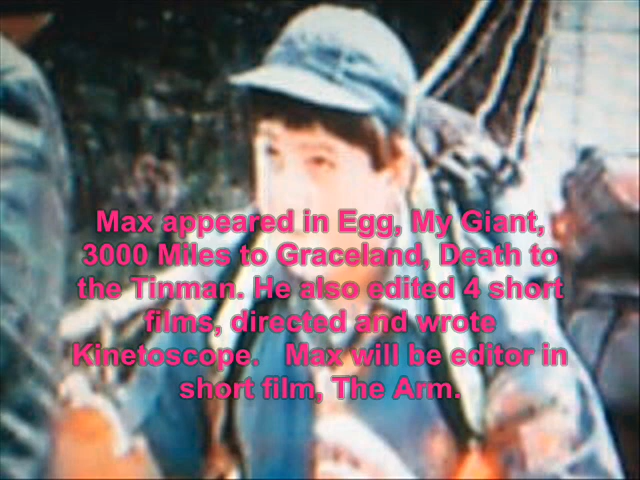 Max appeared in Egg, My Giant,
3000 Miles to Graceland, Death to
the Tinman. He also edited 4 short
films, directed and wrote
Kinetoscope.   Max will be editor in
short film, The Arm.